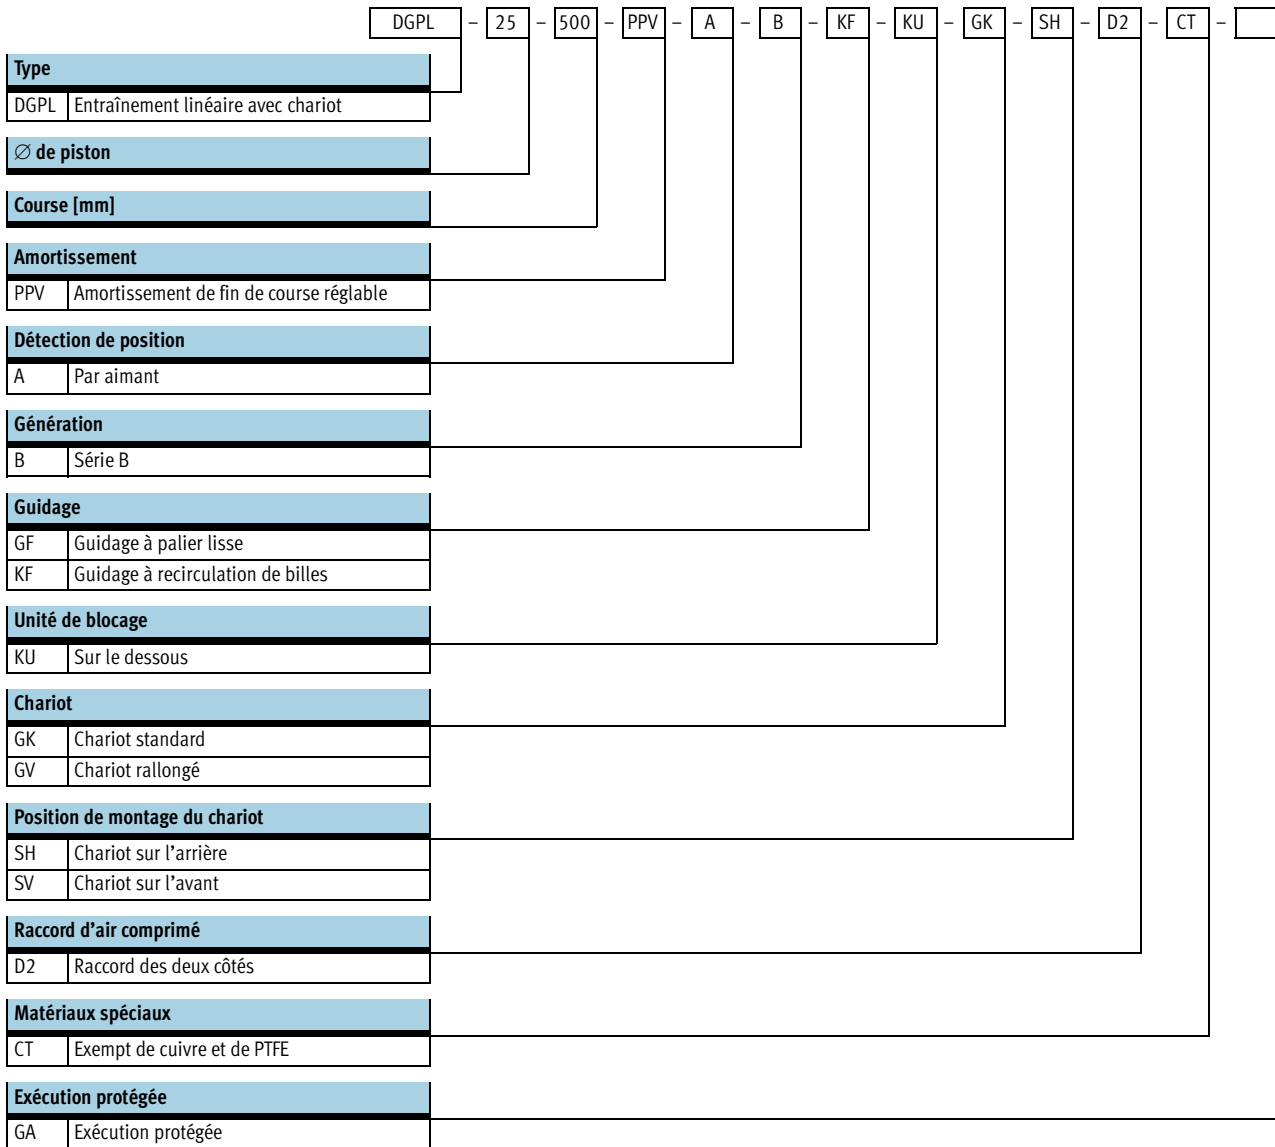 DGPL – 25 – 500 – PPV – A – B – KF – KU – GK – SH – D2 – CT –
Type
DGPL Entraînement linéaire avec chariot
∅ de piston
Course [mm]
Amortissement
PPV Amortissement de fin de course réglable
Détection de position
A Par aimant
Génération
B Série B
Guidage
GF Guidage à palier lisse
KF Guidage à recirculation de billes
Unité de blocage
KU Sur le dessous
Chariot
GK Chariot standard
GV Chariot rallongé
Position de montage du chariot
SH Chariot sur l’arrière
SV Chariot sur l’avant
Raccord d’air comprimé
D2 Raccord des deux côtés
Matériaux spéciaux
CT Exempt de cuivre et de PTFE
Exécution protégée
GA Exécution protégée